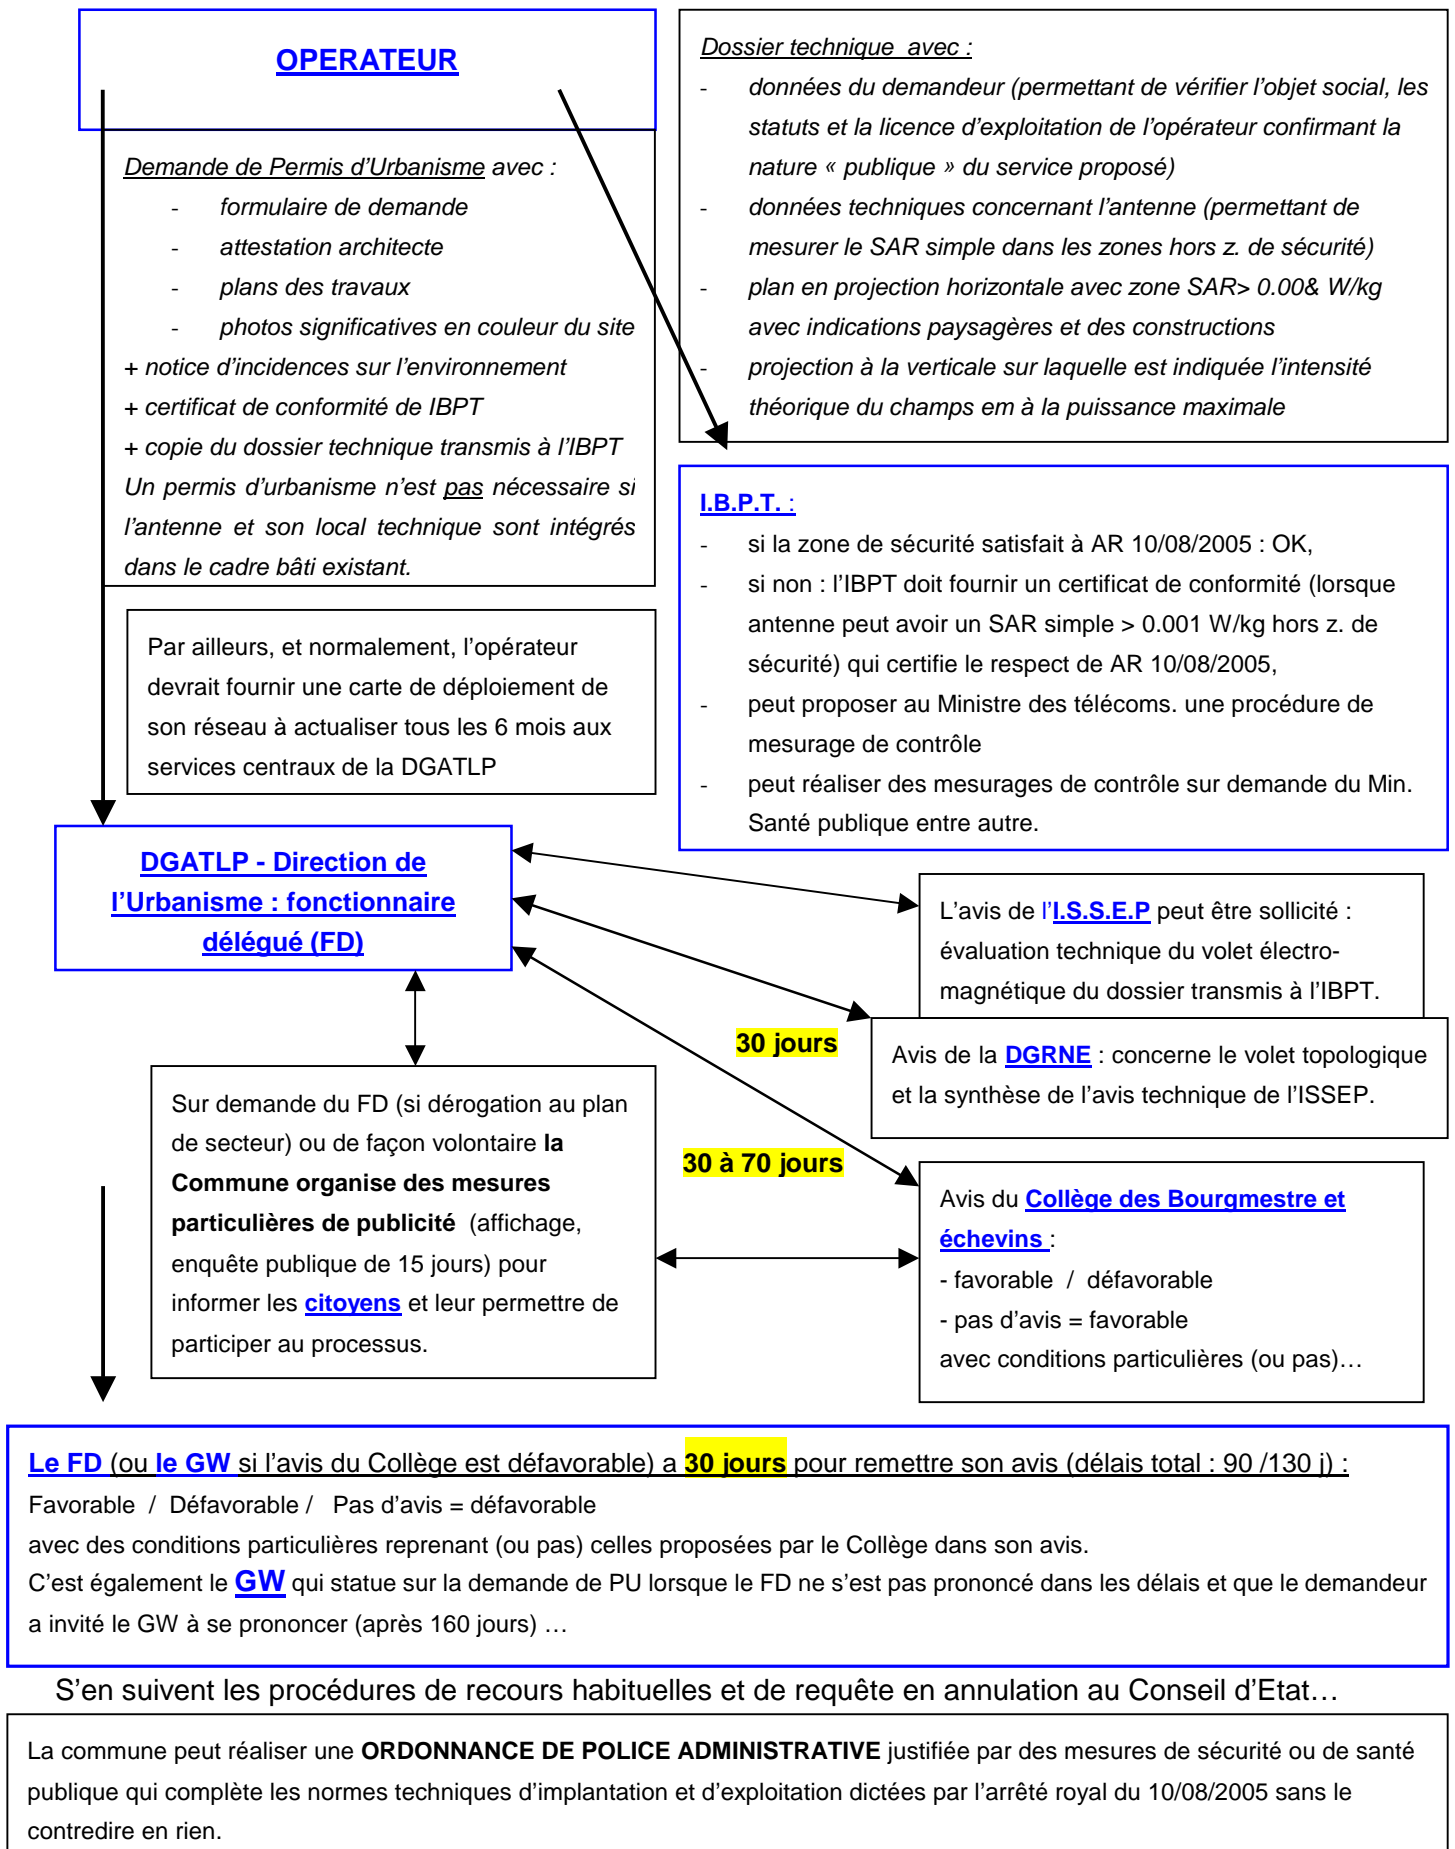 OPERATEUR
Demande de Permis d'Urbanisme avec :
- formulaire de demande
- attestation architecte
- plans des travaux
- photos significatives en couleur du site
+ notice d'incidences sur l'environnement
+ certificat de conformité de IBPT
+ copie du dossier technique transmis à l'IBPT
Un permis d'urbanisme n'est pas nécessaire si
l'antenne et son local technique sont intégrés
dans le cadre bâti existant.
Dossier technique avec :
- données du demandeur (permettant de vérifier l'objet social, les
statuts et la licence d'exploitation de l'opérateur confirmant la
nature « publique » du service proposé)
- données techniques concernant l'antenne (permettant de
mesurer le SAR simple dans les zones hors z. de sécurité)
- plan en projection horizontale avec zone SAR> 0.00& W/kg
avec indications paysagères et des constructions
- projection à la verticale sur laquelle est indiquée l'intensité
théorique du champs em à la puissance maximale
I.B.P.T. :
- si la zone de sécurité satisfait à AR 10/08/2005 : OK,
- si non : l'IBPT doit fournir un certificat de conformité (lorsque
antenne peut avoir un SAR simple > 0.001 W/kg hors z. de
sécurité) qui certifie le respect de AR 10/08/2005,
- peut proposer au Ministre des télécoms. une procédure de
mesurage de contrôle
- peut réaliser des mesurages de contrôle sur demande du Min.
Santé publique entre autre.
Par ailleurs, et normalement, l'opérateur
devrait fournir une carte de déploiement de
son réseau à actualiser tous les 6 mois aux
services centraux de la DGATLP
DGATLP - Direction de
l'Urbanisme : fonctionnaire
délégué (FD)
L'avis de l'I.S.S.E.P peut être sollicité :
évaluation technique du volet électro-
magnétique du dossier transmis à l'IBPT.
30 jours
Avis de la DGRNE : concerne le volet topologique
et la synthèse de l'avis technique de l'ISSEP.
Sur demande du FD (si dérogation au plan
de secteur) ou de façon volontaire la
Commune organise des mesures
particulières de publicité (affichage,
enquête publique de 15 jours) pour
informer les citoyens et leur permettre de
participer au processus.
30 à 70 jours
Avis du Collège des Bourgmestre et
échevins :
- favorable / défavorable
- pas d'avis = favorable
avec conditions particulières (ou pas)…
Le FD (ou le GW si l'avis du Collège est défavorable) a 30 jours pour remettre son avis (délais total : 90 /130 j) :
Favorable / Défavorable / Pas d'avis = défavorable
avec des conditions particulières reprenant (ou pas) celles proposées par le Collège dans son avis.
C'est également le GW qui statue sur la demande de PU lorsque le FD ne s'est pas prononcé dans les délais et que le demandeur
a invité le GW à se prononcer (après 160 jours) …
S'en suivent les procédures de recours habituelles et de requête en annulation au Conseil d'Etat…
La commune peut réaliser une ORDONNANCE DE POLICE ADMINISTRATIVE justifiée par des mesures de sécurité ou de santé
publique qui complète les normes techniques d'implantation et d'exploitation dictées par l'arrêté royal du 10/08/2005 sans le
contredire en rien.